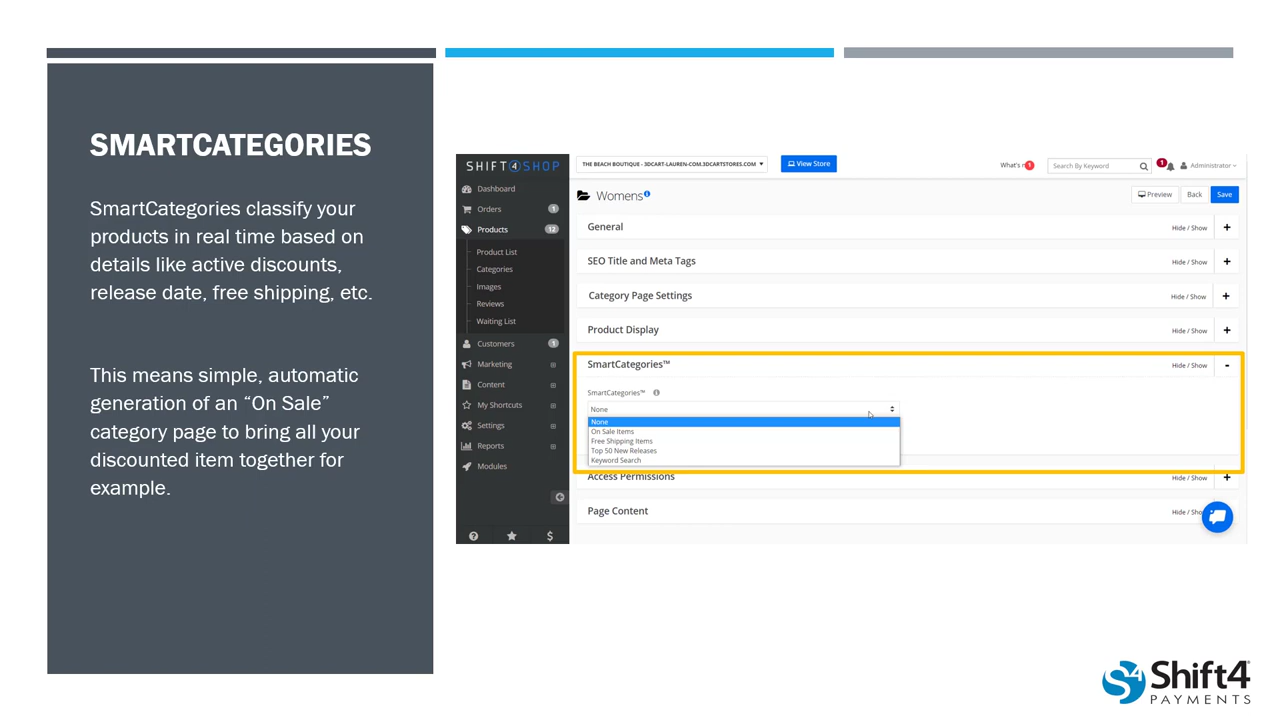 SMARTCATEGORIES
SmartCategories classify your
products in real time based on
details like active discounts,
release date, free shipping, etc.
This means simple, automatic
generation of an “On Sale”
category page to bring all your
discounted item together for
example.
SHIFT4SHOP
THE BEACH BOUTIQUE - 3DCART-LAUREN-COM.3DCARTSTORES.COM
View Store
What's
1
Search By Keyword
1
Administrator
Dashboard
Orders 1
Products 12
Product List
Categories
Images
Reviews
Waiting List
Customers 1
Marketing
Content
My Shortcuts
Settings
Reports
Modules
Womens
Preview Back Save
General Hide / Show +
SEO Title and Meta Tags Hide / Show +
Category Page Settings Hide / Show +
Product Display Hide / Show +
SmartCategories™ Hide / Show -
SmartCategories™
None
None
On Sale Items
Free Shipping Items
Top 50 New Releases
Keyword Search
Access Permissions Hide / Show +
Page Content Hide / Sho
S4 Shift4
PAYMENTS